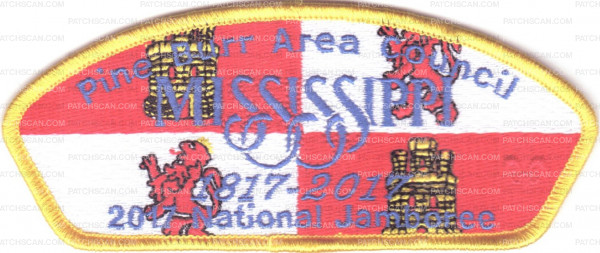 Pine Burr Area Council
MISSISSIPPI
1817-2017
2017 National Jamboree